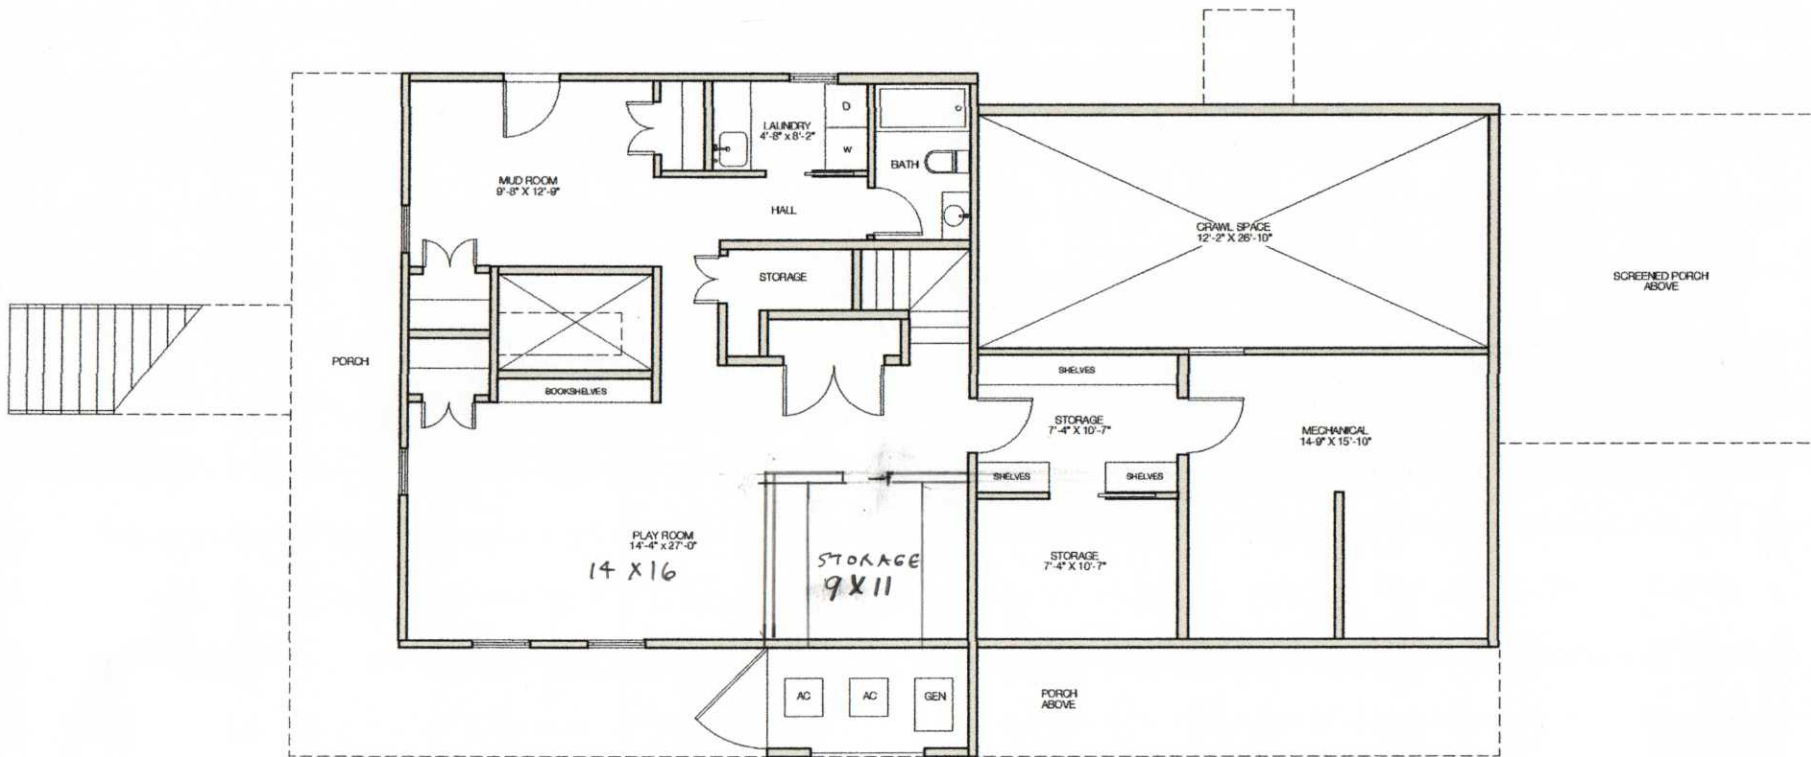 D
LAUNDRY
4'-8" x 8'-2"
W
BATH
MUD ROOM
9'-8" X 12'-9"
HALL
CRAWL SPACE
12'-2" X 26'-10"
STORAGE
SCREENED PORCH
ABOVE
PORCH
SHELVES
BOOKSHELVES
STORAGE
7'-4" X 10'-7"
MECHANICAL
14-9" X 15'-10"
SHELVES
SHELVES
PLAY ROOM
14'-4" x 27'-0"
14 X 16
STORAGE
9 X 11
STORAGE
7'-4" X 10'-7"
AC
AC
GEN
PORCH
ABOVE